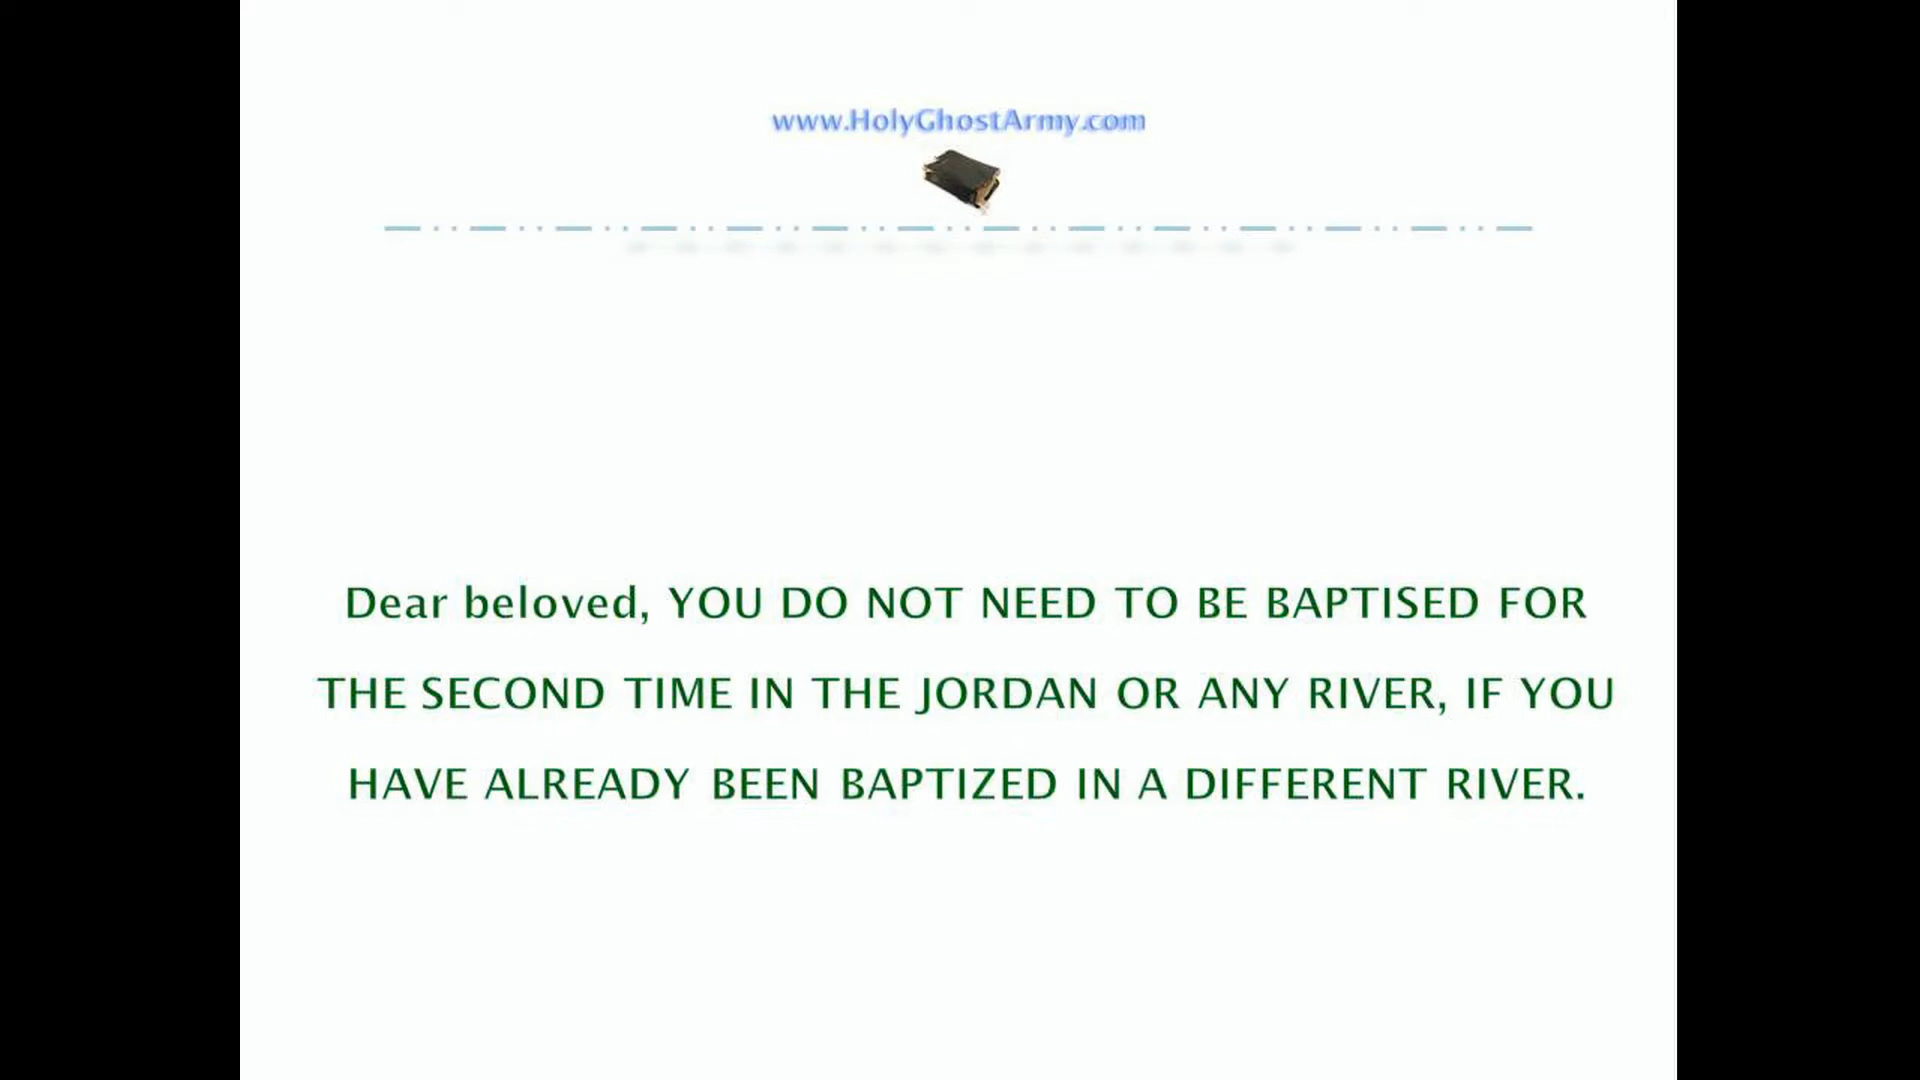 www.HolyGhostArmy.com
Dear beloved, YOU DO NOT NEED TO BE BAPTISED FOR
THE SECOND TIME IN THE JORDAN OR ANY RIVER, IF YOU
HAVE ALREADY BEEN BAPTIZED IN A DIFFERENT RIVER.